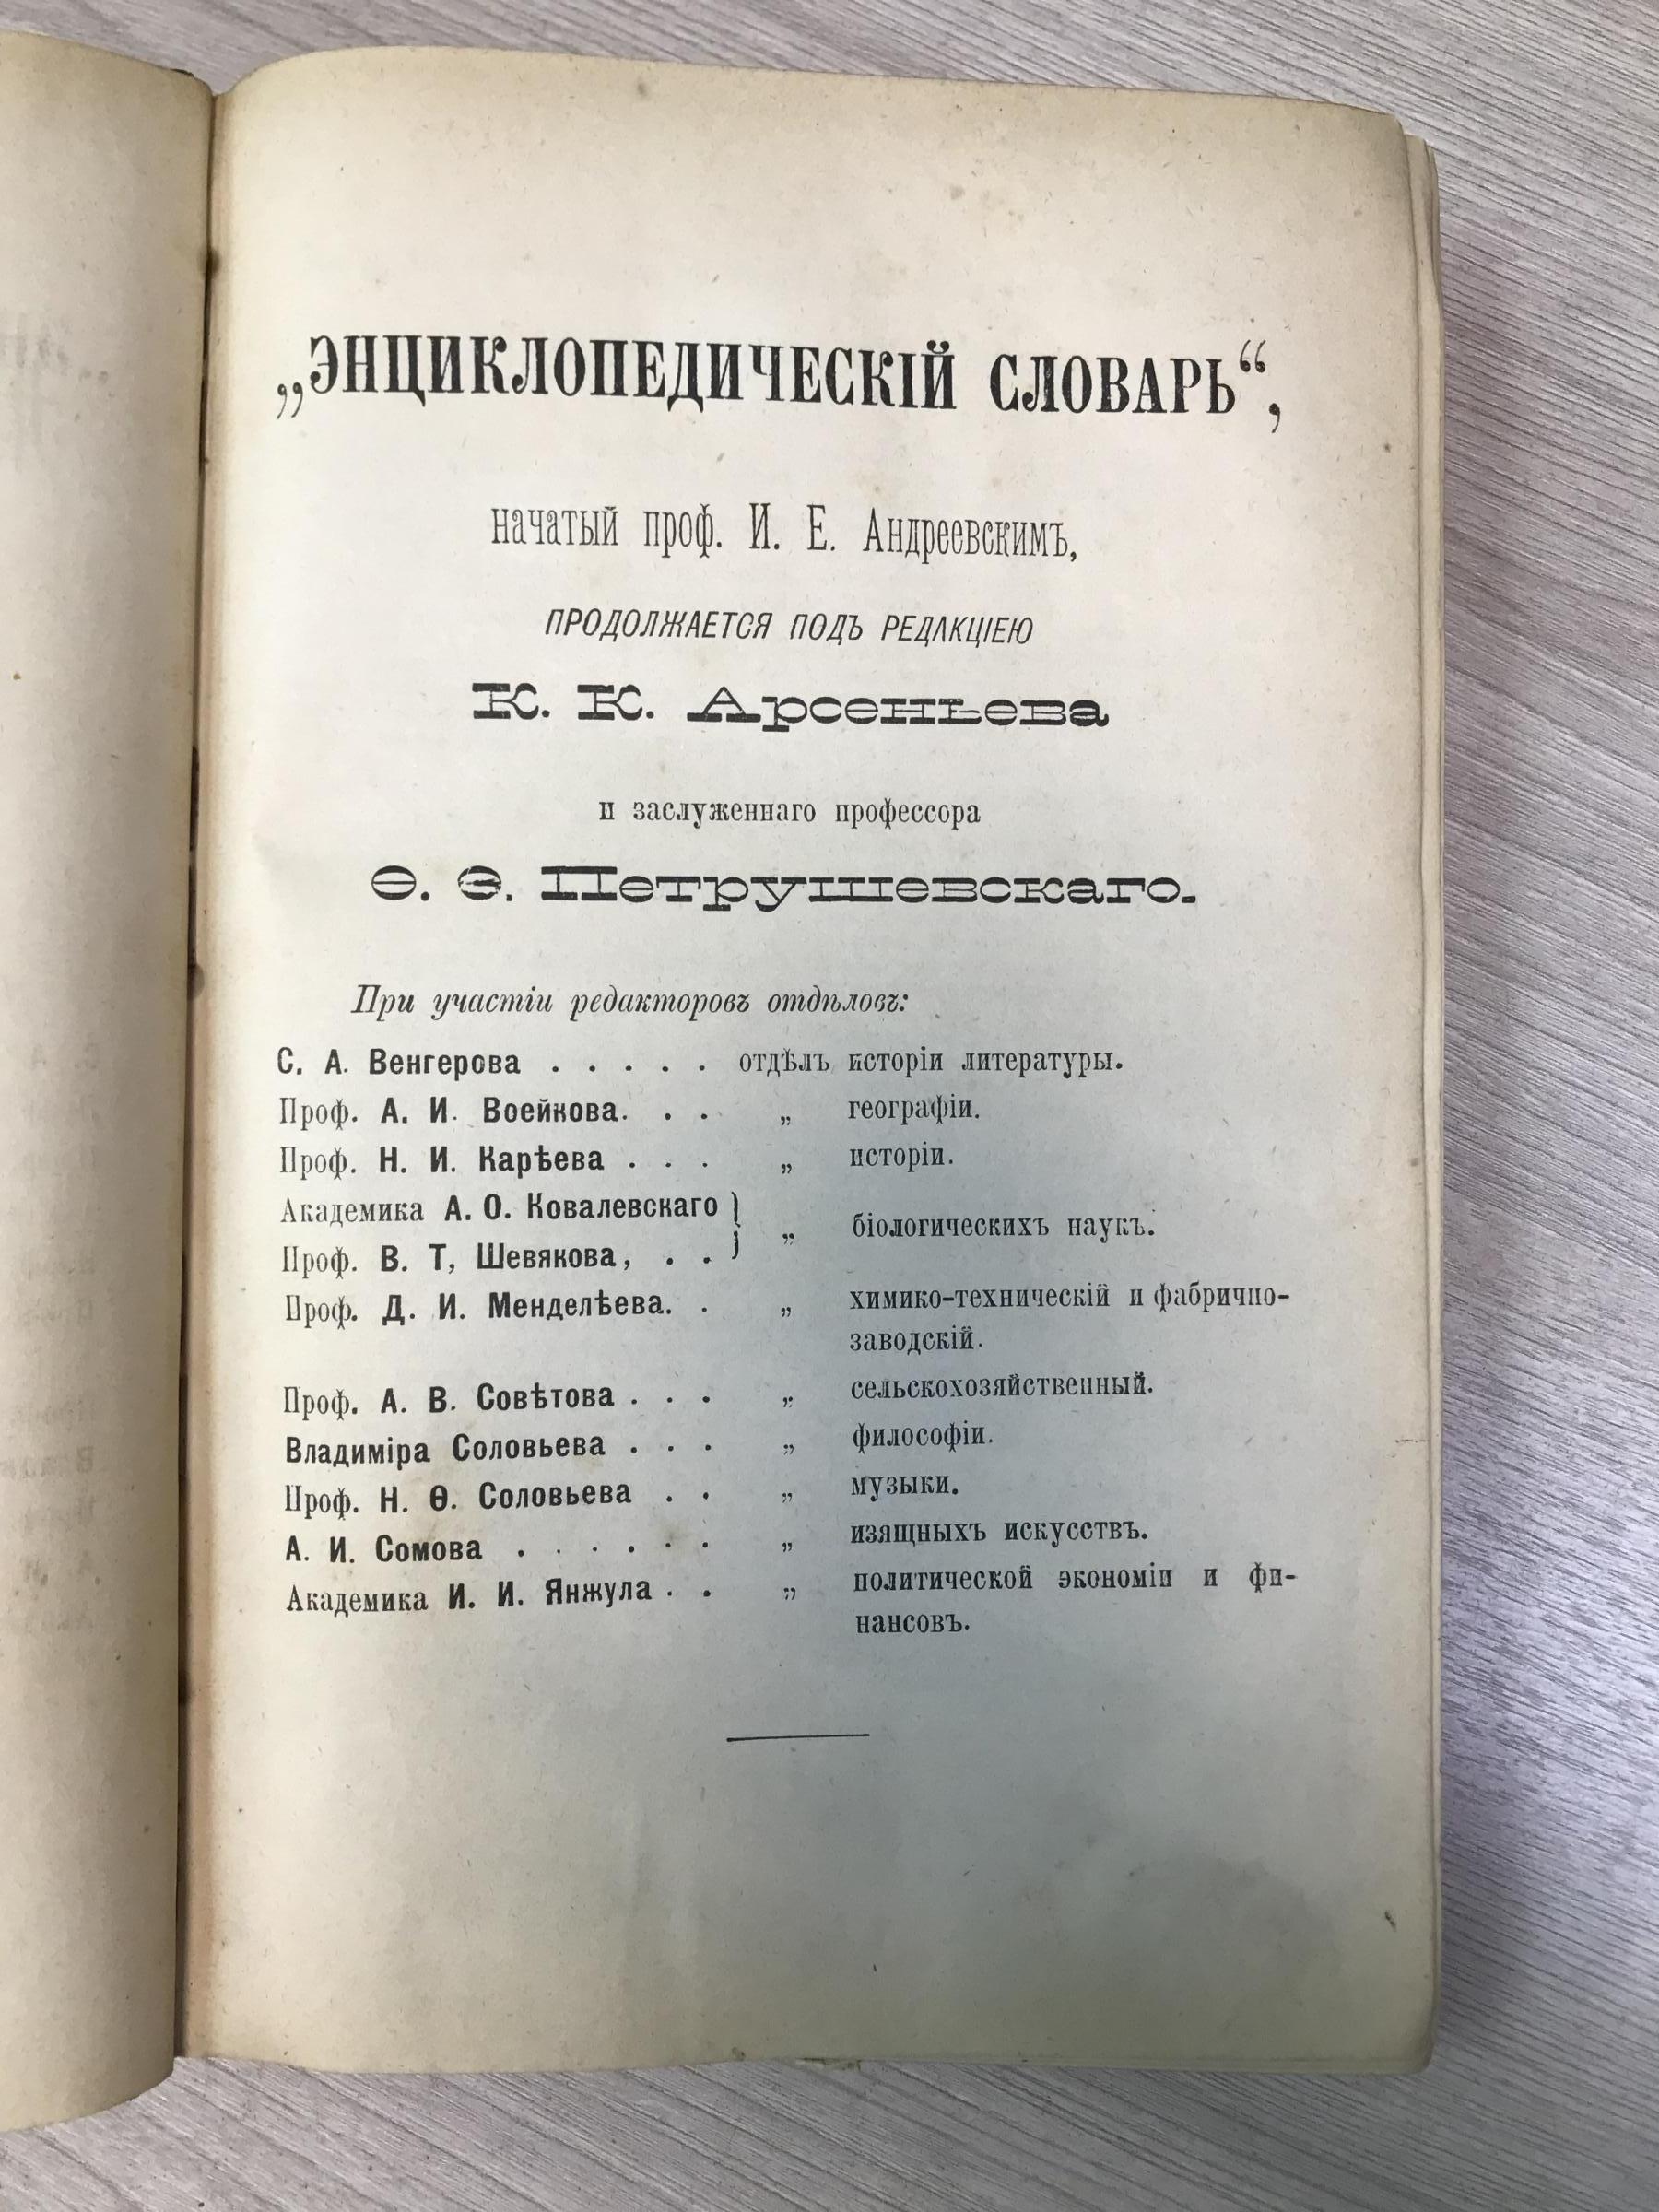 „ЭНЦИКЛОПЕДИЧЕСКІЙ СЛОВАРЬ“,
начатый проф. И. Е. Андреевскимъ,
ПРОДОЛЖАЕТСЯ ПОДЪ РЕДАКЦІЕЮ
К. К. Арсеньева
и заслуженнаго профессора
Ѳ. Ѳ. Петрушевскаго.
При участіи редакторовъ отдѣловъ:
С. А. Венгерова . . . . . отдѣлъ исторіи литературы.
Проф. А. И. Воейкова. . . „ географіи.
Проф. Н. И. Карѣева . . . „ исторіи.
Академика А. О. Ковалевскаго }
„ біологическихъ наукъ.
Проф. В. Т, Шевякова, . . }
Проф. Д. И. Менделѣева. . „ химико-техническій и фабрично-
заводскій.
Проф. А. В. Совѣтова . . . „ сельскохозяйственный.
Владиміра Соловьева . . . „ философіи.
Проф. Н. Ѳ. Соловьева . . „ музыки.
А. И. Сомова . . . . . . „ изящныхъ искусствъ.
Академика И. И. Янжула . . „ политической экономіи и фи-
нансовъ.